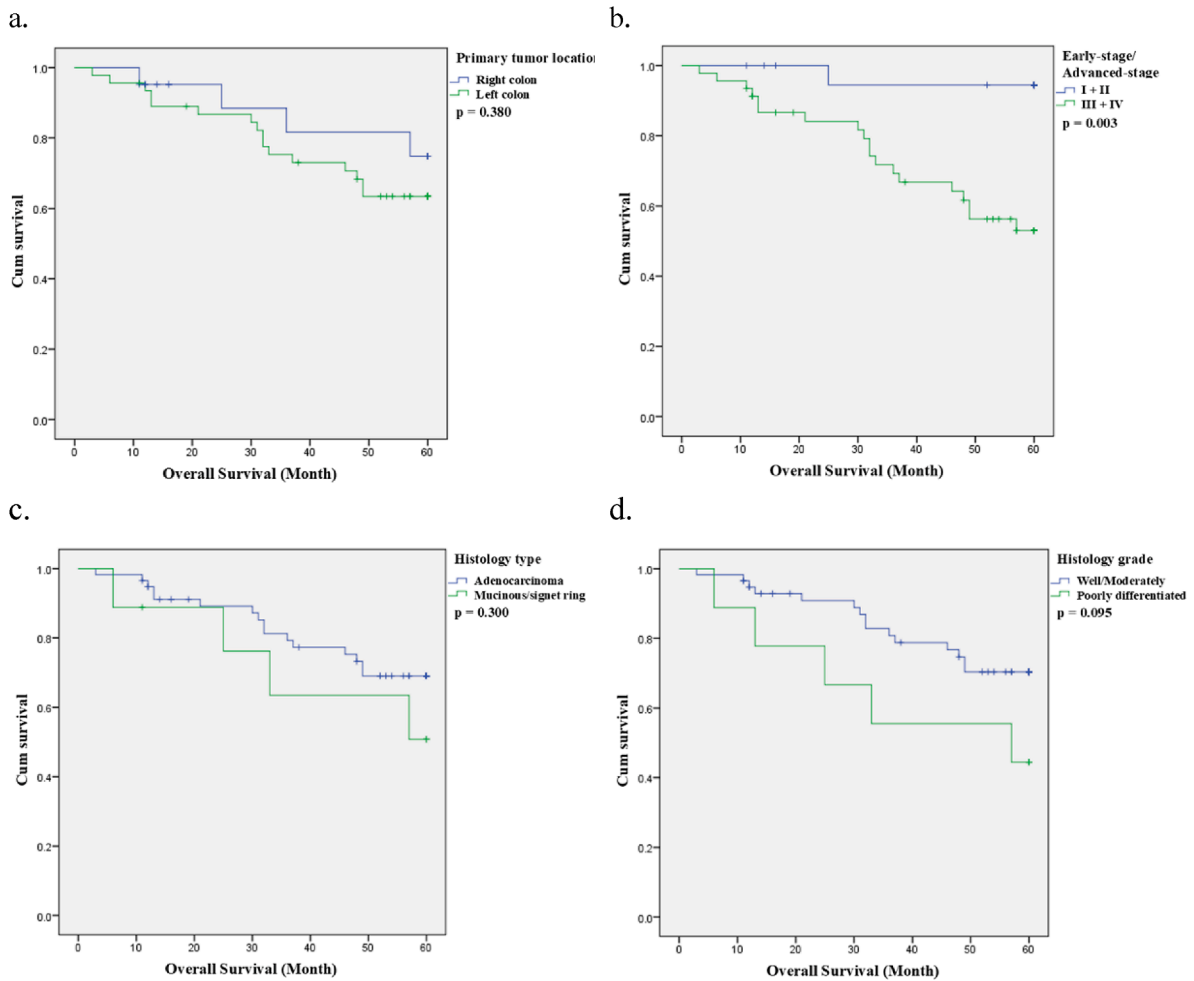 a.
1.0
0.8
0.6
0.4
0.2
0.0
Cum survival
0 10 20 30 40 50 60
Overall Survival (Month)
Primary tumor location
Right colon
Left colon
p = 0.380
b.
1.0
0.8
0.6
0.4
0.2
0.0
Cum survival
0 10 20 30 40 50 60
Overall Survival (Month)
Early-stage/
Advanced-stage
I + II
III + IV
p = 0.003
c.
1.0
0.8
0.6
0.4
0.2
0.0
Cum survival
0 10 20 30 40 50 60
Overall Survival (Month)
Histology type
Adenocarcinoma
Mucinous/signet ring
p = 0.300
d.
1.0
0.8
0.6
0.4
0.2
0.0
Cum survival
0 10 20 30 40 50 60
Overall Survival (Month)
Histology grade
Well/Moderately
Poorly differentiated
p = 0.095